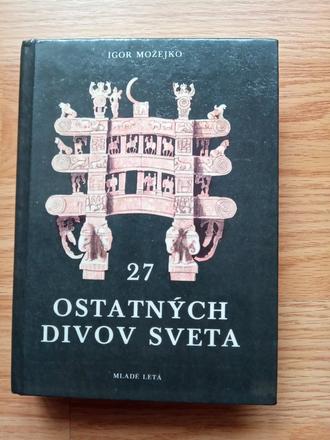 IGOR MOŽEJKO
27
OSTATNÝCH
DIVOV SVETA
MLADÉ LETÁ